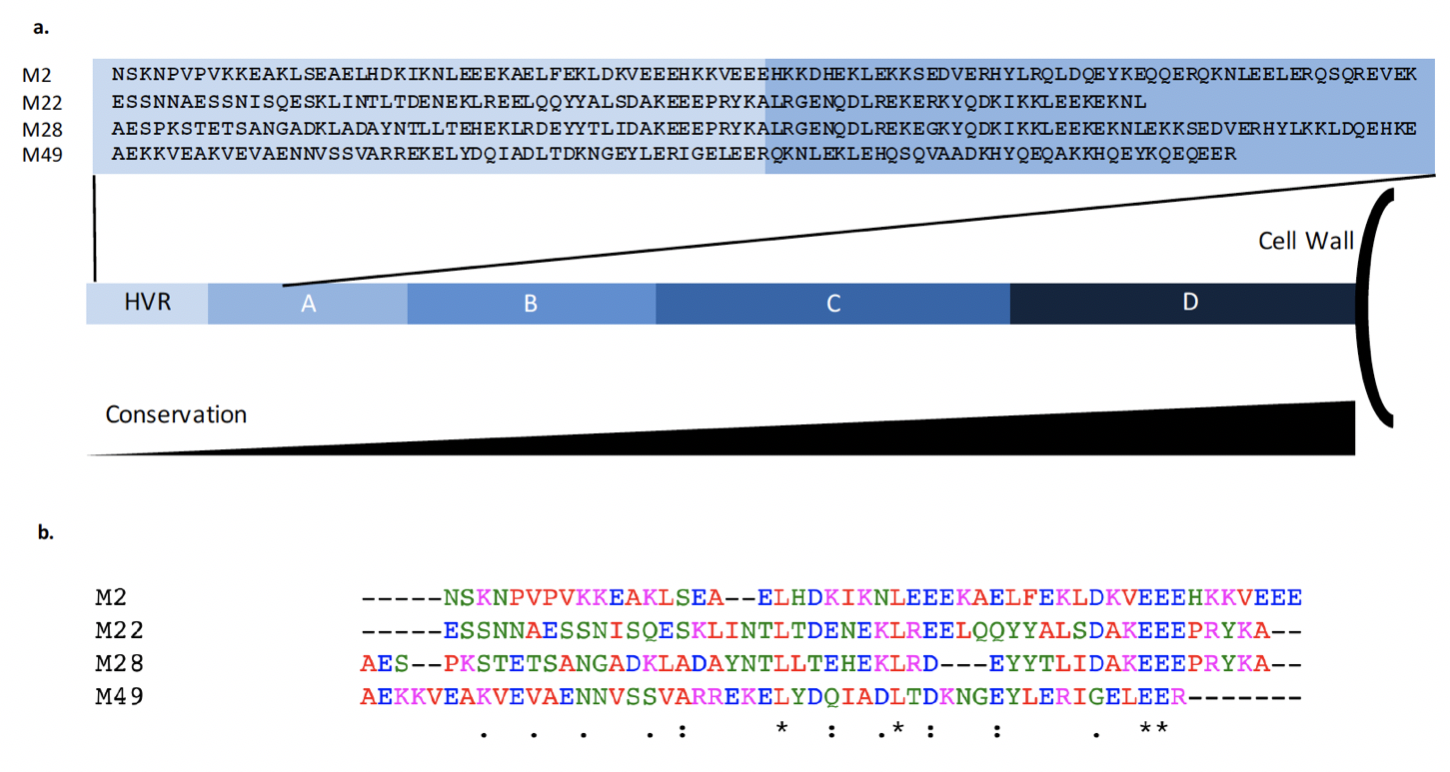 a.
M2 NSKNPVPVKKEAKLSEAELHDKIKNLEEEKAELFEKLDKVEEEHKKVEEEHKKDHEKLEKKSEDVERHYLRQLDQEYKEQQERQKNLEELERQSQREVEK
M22 ESSNNAESSNISQESKLINTLTDENEKLREELQQYYALSDAKEEEPRYKALRGENQDLREKERKYQDKIKKLEEKEKNL
M28 AESPKSTETSANGADKLADAYNTLLTEHEKLRDEYYTLIDAKEEEPRYKALRGENQDLREKEGKYQDKIKKLEEKEKNLEKKSEDVERHYLKKLDQEHKE
M49 AEKKVEAKVEVAENNVSSVARREKELYDQIADLTDKNGEYLERIGELEERQKNLEKLEHQSQVAADKHYQEQAKKHQEYKQEQEER
Cell Wall
HVR A B C D
Conservation
b.
M2 -----NSKNPVPVKKEAKLSEA--ELHDKIKNLEEEKAELFEKLDKVEEEHKKVEEE
M22 -----ESSNNAESSNISQESKLINTLTDENEKLREELQQYYALSDAKEEEPRYKA--
M28 AES--PKSTETSANGADKLADAYNTLLTEHEKLRD---EYYTLIDAKEEEPRYKA--
M49 AEKKVEAKVEVAENNVSSVARREKELYDQIADLTDKNGEYLERIGELEER-------
. . . . : * : .* : : . **